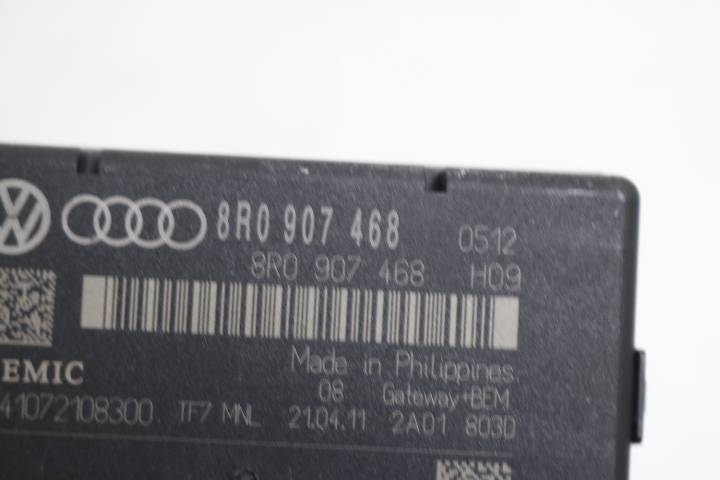 8R0 907 468 0512
8R0 907 468 H09
Made in Philippines
EMIC 08 Gateway+BEM
41072108300 TF7 MNL 21.04.11 2A01 803D